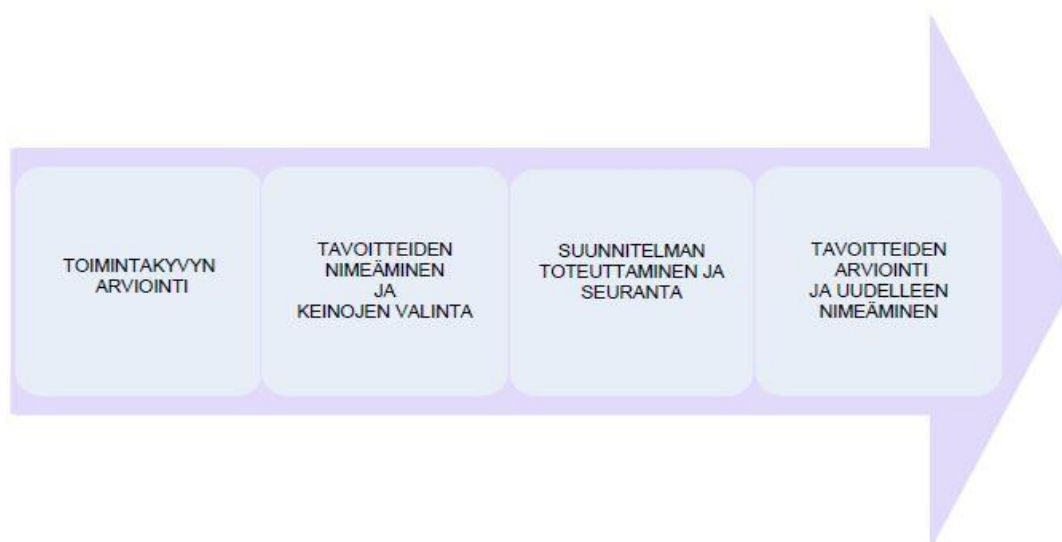 TOIMINTAKYVYN
ARVIOINTI
TAVOITTEIDEN
NIMEÄMINEN
JA
KEINOJEN VALINTA
SUUNNITELMAN
TOTEUTTAMINEN JA
SEURANTA
TAVOITTEIDEN
ARVIOINTI
JA UUDELLEEN
NIMEÄMINEN